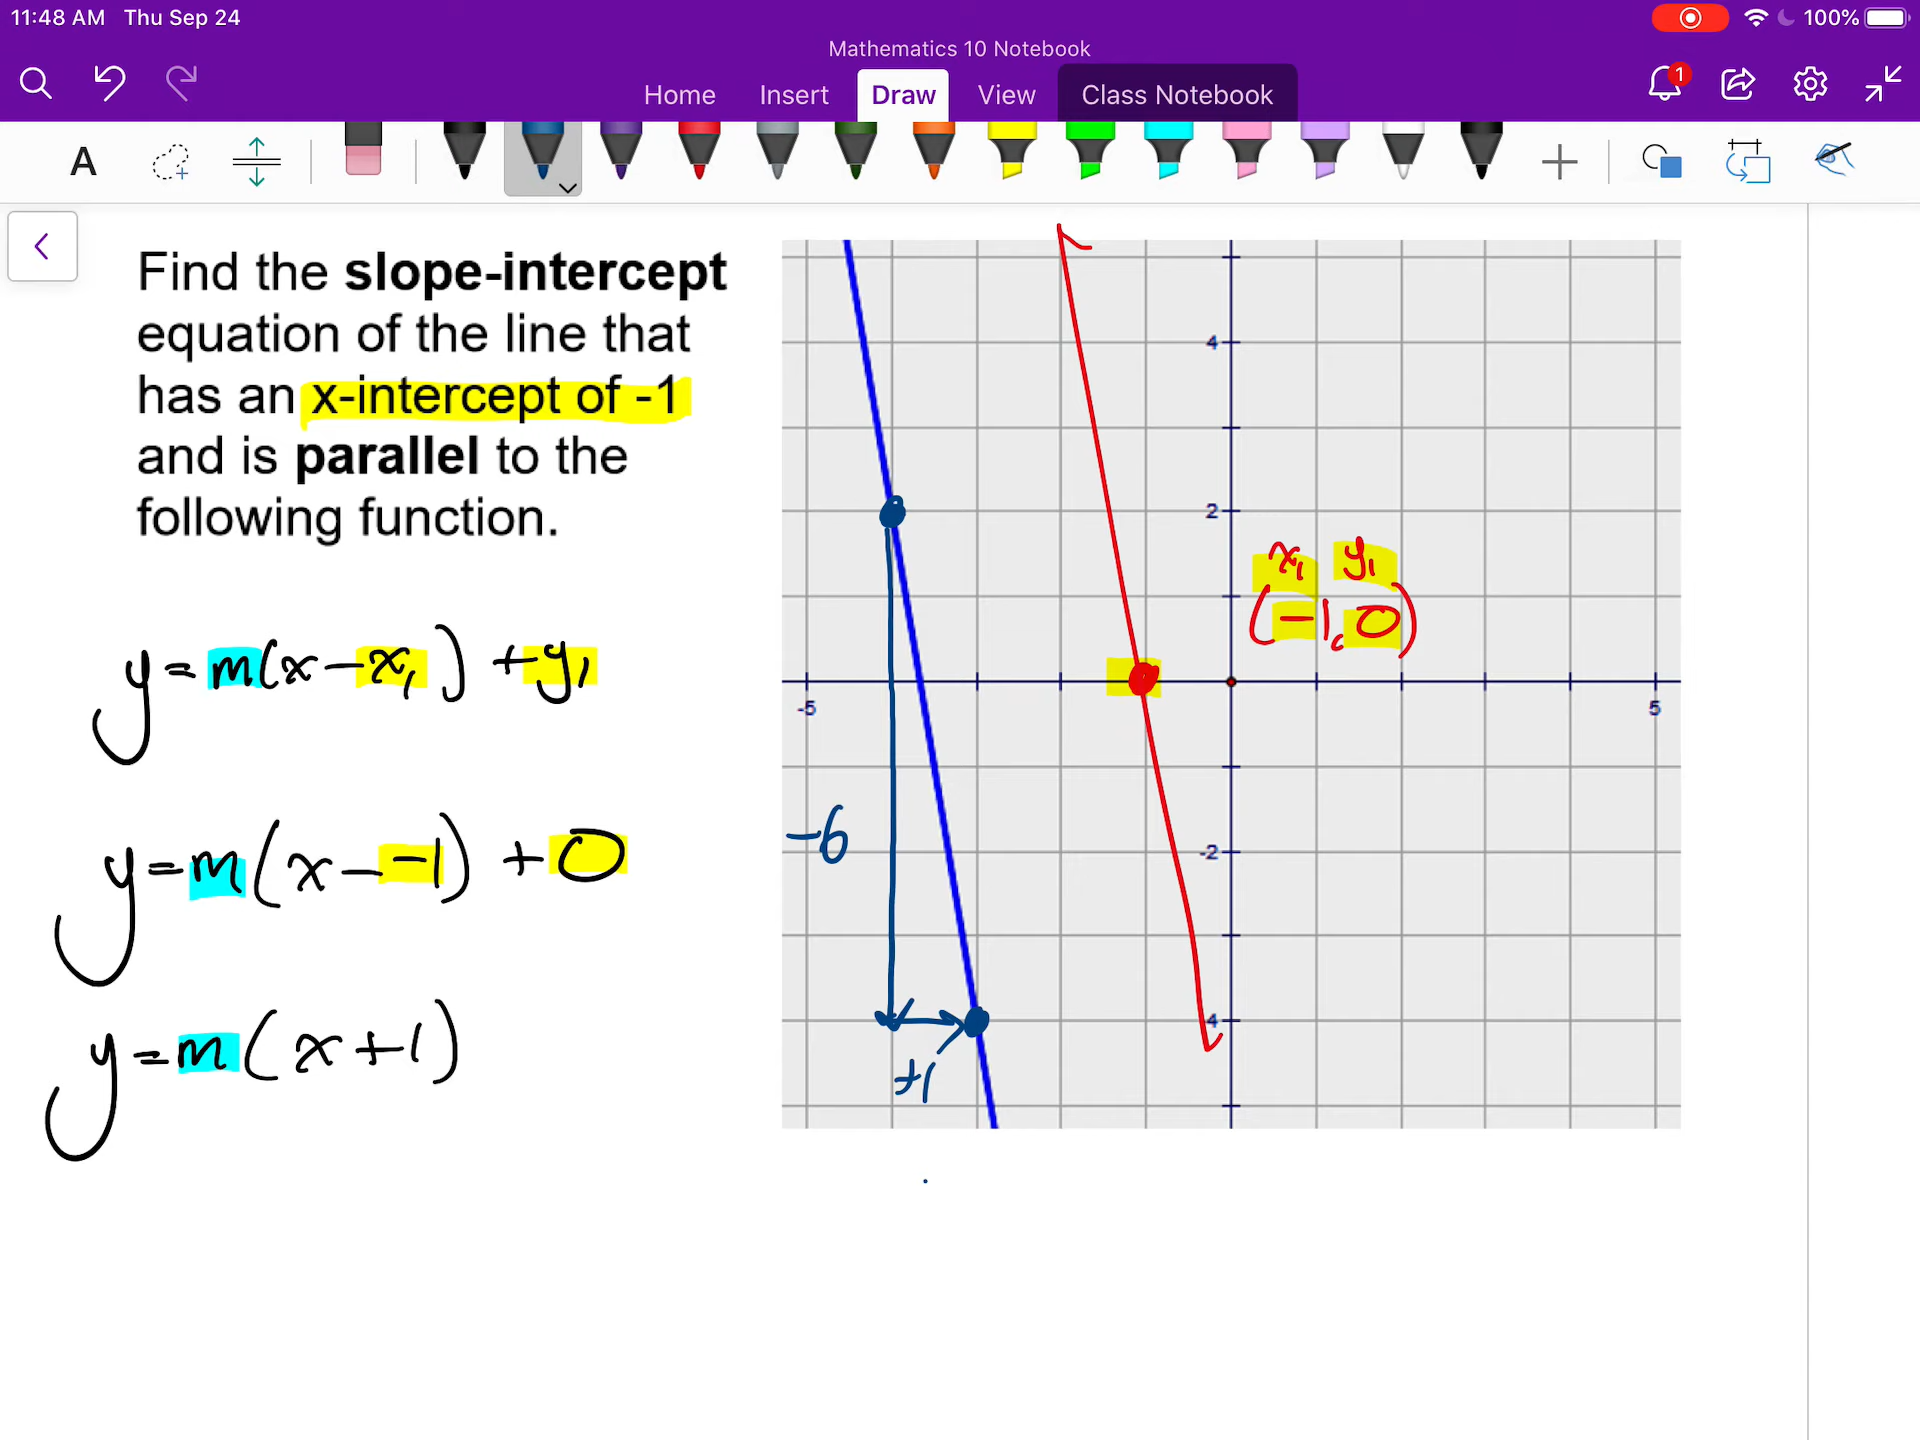 11:48 AM Thu Sep 24
100%
Mathematics 10 Notebook
Home Insert Draw View Class Notebook
1
A
Find the slope-intercept
equation of the line that
has an x-intercept of -1
and is parallel to the
following function.
y = m(x - x₁) + y₁
y = m(x - -1) + 0
y = m(x+1)
4
2
x₁ y₁
(-1, 0)
-5
5
-6
-2
4
+1